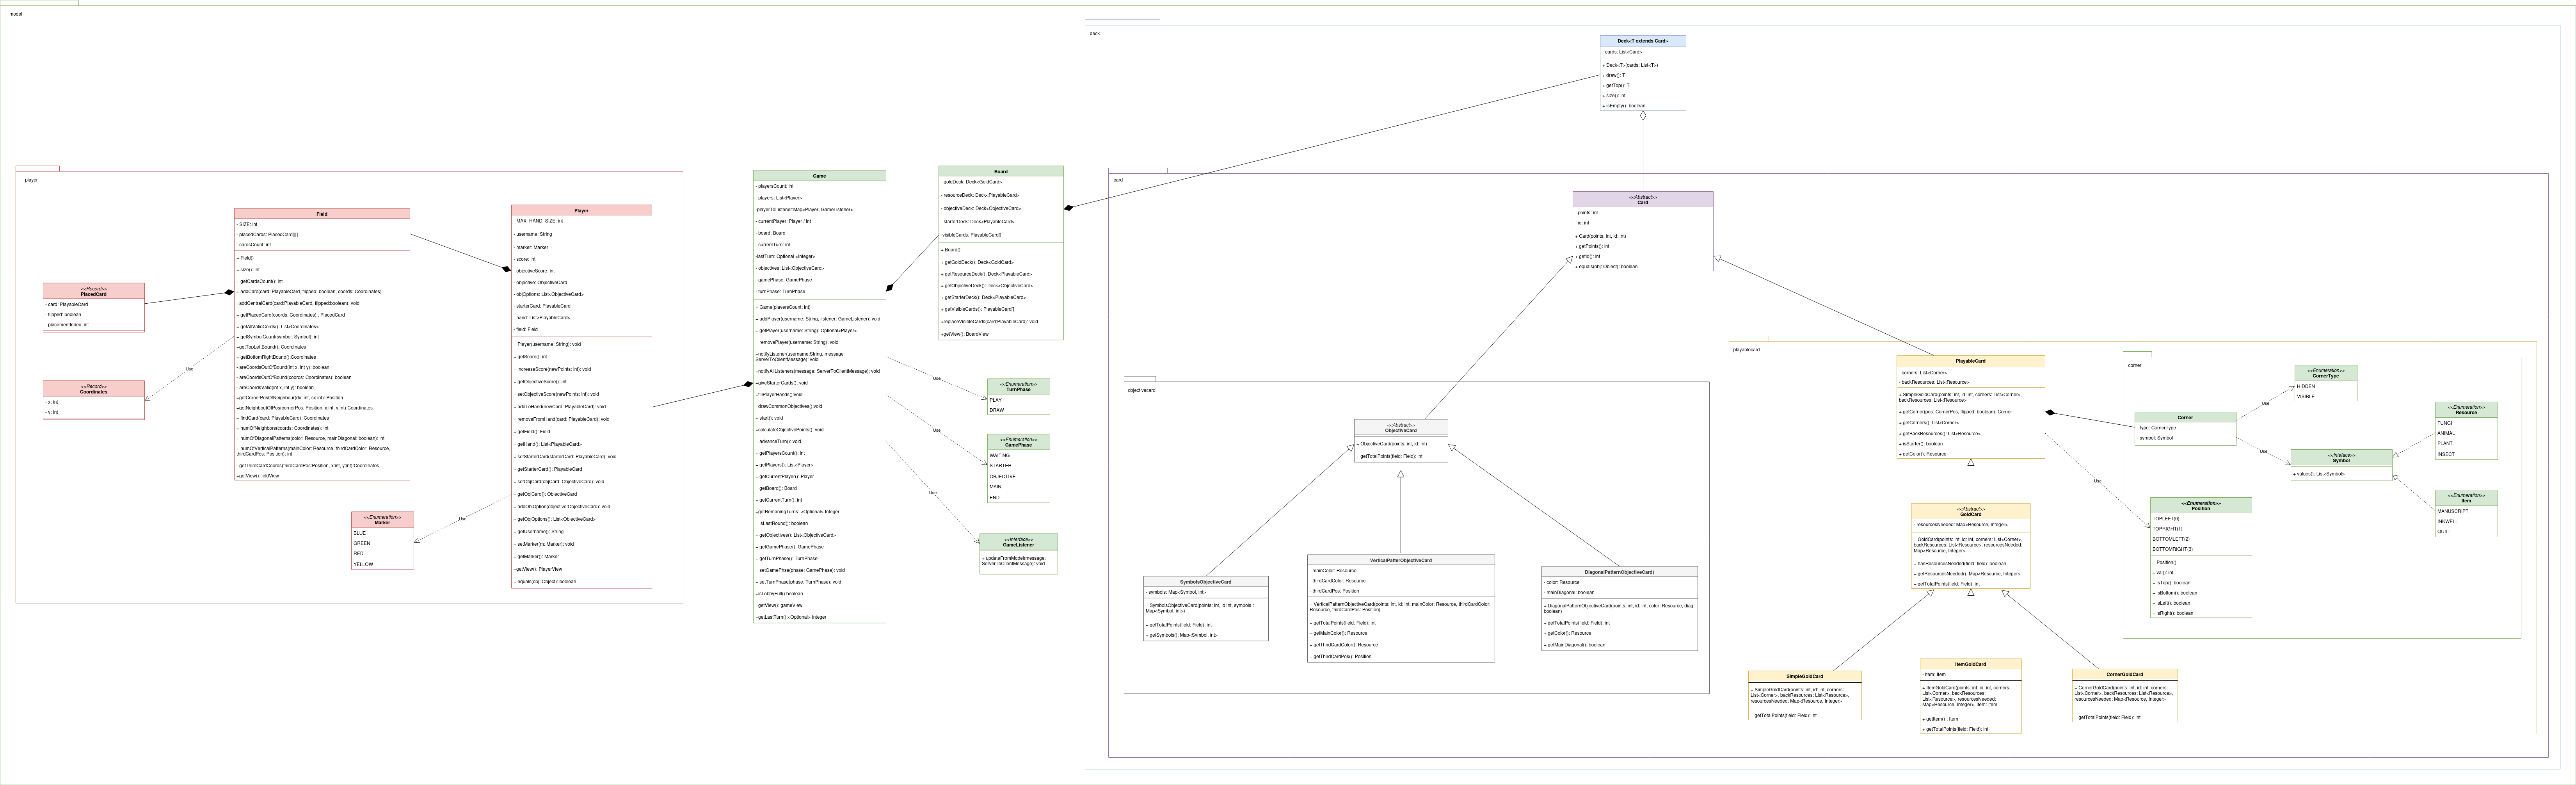 model
player
Field
- SIZE: int
- placedCards: PlacedCard[][]
- cardsCount: int
+ Field()
+ size(): int
+ getCardsCount(): int
+ addCard(card: PlayableCard, flipped: boolean, coords: Coordinates)
+addCentralCard(card:PlayableCard, flipped:boolean): void
+ getPlacedCard(coords: Coordinates) : PlacedCard
+ getAllValidCords(): List<Coordinates>
+ getSymbolCount(symbol: Symbol): int
+getTopLeftBound(): Coordinates
+ getBottomRightBound():Coordinates
- areCoordsOutOfBound(int x, int y): boolean
- areCoordsOutOfBound(coords: Coordinates): boolean
- areCoordsValid(int x, int y): boolean
+ getCornerPosOfNeighbour(dx: int, sx int): Position
+getNeighboutOfPos(cornerPos: Position, x:int, y:int):Coordinates
+ findCard(card: PlayableCard): Coordinates
+ numOfNeighbors(coords: Coordinates): int
+ numOfDiagonalPatterns(color: Resource, mainDiagonal: boolean): int
+ numOfVerticalPatterns(mainColor: Resource, thirdCardColor: Resource,
thirdCardPos: Position): int
- getThirdCardCoords(thirdCardPos:Position, x:int, y:int):Coordinates
+getView():fieldView
<<Record>>
PlacedCard
- card: PlayableCard
- flipped: boolean
- placementIndex: int
<<Record>>
Coordinates
- x: int
- y: int
Use
Player
- MAX_HAND_SIZE: int
- username: String
- marker: Marker
- score: int
- objectiveScore: int
- objective: ObjectiveCard
- objOptions: List<ObjectiveCard>
- starterCard: PlayableCard
- hand: List<PlayableCard>
- field: Field
+ Player(username: String): void
+ getScore(): int
+ increaseScore(newPoints: int): void
+ getObjectiveScore(): int
+ setObjectiveScore(newPoints: int): void
+ addToHand(newCard: PlayableCard): void
+ removeFromHand(card: PlayableCard): void
+ getField(): Field
+ getHand(): List<PlayableCard>
+ setStarterCard(starterCard: PlayableCard): void
+ getStarterCard(): PlayableCard
+ setObjCard(objCard: ObjectiveCard): void
+ getObjCard(): ObjectiveCard
+ addObjOption(objective:ObjectiveCard): void
+ getObjOptions(): List<ObjectiveCard>
+ getUsername(): String
+ setMarker(m: Marker): void
+ getMarker(): Marker
+getView(): PlayerView
+ equals(obj: Object): boolean
<<Enumeration>>
Marker
BLUE
GREEN
RED
YELLOW
Use
Game
- playersCount: int
- players: List<Player>
-playerToListener:Map<Player, GameListener>
- currentPlayer: Player / int
- board: Board
- currentTurn: int
-lastTurn: Optional <Integer>
- objectives: List<ObjectiveCard>
- gamePhase: GamePhase
- turnPhase: TurnPhase
+ Game(playersCount: int)
+ addPlayer(username: String, listener: GameListener): void
+ getPlayer(username: String): Optional<Player>
+ removePlayer(username: String): void
+notifyListener(username:String, message
ServerToClientMessage): void
+notifyAllListeners(message: ServerToClientMessage): void
+giveStarterCards(): void
+fillPlayerHands():void
+drawCommonObjectives():void
+ start(): void
+calculateObjectivePoints(): void
+ advanceTurn(): void
+ getPlayersCount(): int
+ getPlayers(): List<Player>
+ getCurrentPlayer(): Player
+ getBoard(): Board
+ getCurrentTurn(): int
+getRemainingTurns: <Optional> Integer
+ isLastRound(): boolean
+ getObjectives(): List<ObjectiveCard>
+ getGamePhase(): GamePhase
+ getTurnPhase(): TurnPhase
+ setGamePhse(phase: GamePhase): void
+ setTurnPhase(phase: TurnPhase): void
+isLobbyFull:boolean
+getView(): gameView
+getLastTurn():<Optional> Integer
Board
- goldDeck: Deck<GoldCard>
- resourceDeck: Deck<PlayableCard>
- objectiveDeck: Deck<ObjectiveCard>
- starterDeck: Deck<PlayableCard>
-visibleCards: PlayableCard[]
+ Board()
+ getGoldDeck(): Deck<GoldCard>
+ getResourceDeck(): Deck<PlayableCard>
+ getObjectiveDeck(): Deck<ObjectiveCard>
+ getStarterDeck(): Deck<PlayableCard>
+ getVisibleCards(): PlayableCard[]
+replaceVisibleCards(card:PlayableCard): void
+getView(): BoardView
Use
<<Enumeration>>
TurnPhase
PLAY
DRAW
Use
<<Enumeration>>
GamePhase
WAITING
STARTER
OBJECTIVE
MAIN
END
Use
<<Interface>>
GameListener
+ updateFromModel(message:
ServerToClientMessage): void
deck
Deck<T extends Card>
- cards: List<Card>
+ Deck<T>(cards: List<T>)
+ draw(): T
+ getTop(): T
+ size(): int
+ isEmpty(): boolean
card
<<Abstract>>
Card
- points: int
- id: int
+ Card(points: int, id: int)
+ getPoints(): int
+ getId(): int
+ equals(obj: Object): boolean
objectivecard
<<Abstract>>
ObjectiveCard
+ ObjectiveCard(points: int, id: int)
+ getTotalPoints(field: Field): int
SymbolsObjectiveCard
- symbols: Map<Symbol, int>
+ SymbolsObjectiveCard(points: int, id:int, symbols :
Map<Symbol, int>)
+ getTotalPoints(field: Field): int
+ getSymbols(): Map<Symbol, int>
VerticalPatterObjectiveCard
- mainColor: Resource
- thirdCardColor: Resource
- thirdCardPos: Position
+ VerticalPatternObjectiveCard(points: int, id: int, mainColor: Resource, thirdCardColor:
Resource, thirdCardPos: Position)
+ getTotalPoints(field: Field): int
+ getMainColor(): Resource
+ getThirdCardColor(): Resource
+ getThirdCardPos(): Position
DiagonalPaternObjectiveCard)
- color: Resource
- mainDiagonal: boolean
+ DiagonalPatternObjectiveCard(points: int, id: int, color: Resource, diag:
boolean)
+ getTotalPoints(field: Field): int
+ getColor(): Resource
+ getMainDiagonal(): boolean
playablecard
PlayableCard
- corners: List<Corner>
- backResources: List<Resource>
+ SimpleGoldCard(points: int, id: int, corners: List<Corner>,
backResources: List<Resource>)
+ getCorner(pos: CornerPos, flipped: boolean): Corner
+ getCorners(): List<Corner>
+ getBackResources(): List<Resource>
+ isStarter(): boolean
+ getColor(): Resource
<<Abstract>>
GoldCard
- resourcesNeeded: Map<Resource, Integer>
+ GoldCard(points: int, id: int, corners: List<Corner>,
backResources: List<Resource>, resourcesNeeded:
Map<Resource, Integer>
+ hasResourcesNeeded(field: field): boolean
+ getResourcesNeeded(): Map<Resource, Integer>
+ getTotalPoints(field: Field): int
SimpleGoldCard
+ SimpleGoldCard(points: int, id: int, corners:
List<Corner>, backResources: List<Resource>,
resourcesNeeded: Map<Resource, Integer>
+ getTotalPoints(field: Field): int
ItemGoldCard
- item: Item
+ ItemGoldCard(points: int, id: int, corners:
List<Corner>, backResources:
List<Resource>, resourcesNeeded:
Map<Resource, Integer>, item: Item
+ getItem() : Item
+ getTotalPoints(field: Field): int
CornerGoldCard
+ CornerGoldCard(points: int, id: int, corners:
List<Corner>, backResources: List<Resource>,
resourcesNeeded: Map<Resource, Integer>
+ getTotalPoints(field: Field): int
corner
<<Enumeration>>
CornerType
HIDDEN
VISIBLE
Use
Corner
- type: CornerType
- symbol: Symbol
Use
<<Inteface>>
Symbol
+ values(): List<Symbol>
<<Enumeration>>
Resource
FUNGI
ANIMAL
PLANT
INSECT
<<Enumeration>>
Item
MANUSCRIPT
INKWELL
QUILL
Use
<<Enumeration>>
Position
TOPLEFT(0)
TOPRIGHT(1)
BOTTOMLEFT(2)
BOTTOMRIGHT(3)
+ Position()
+ val(): int
+ isTop(): boolean
+ isBottom(): boolean
+ isLeft(): boolean
+ isRight(): boolean